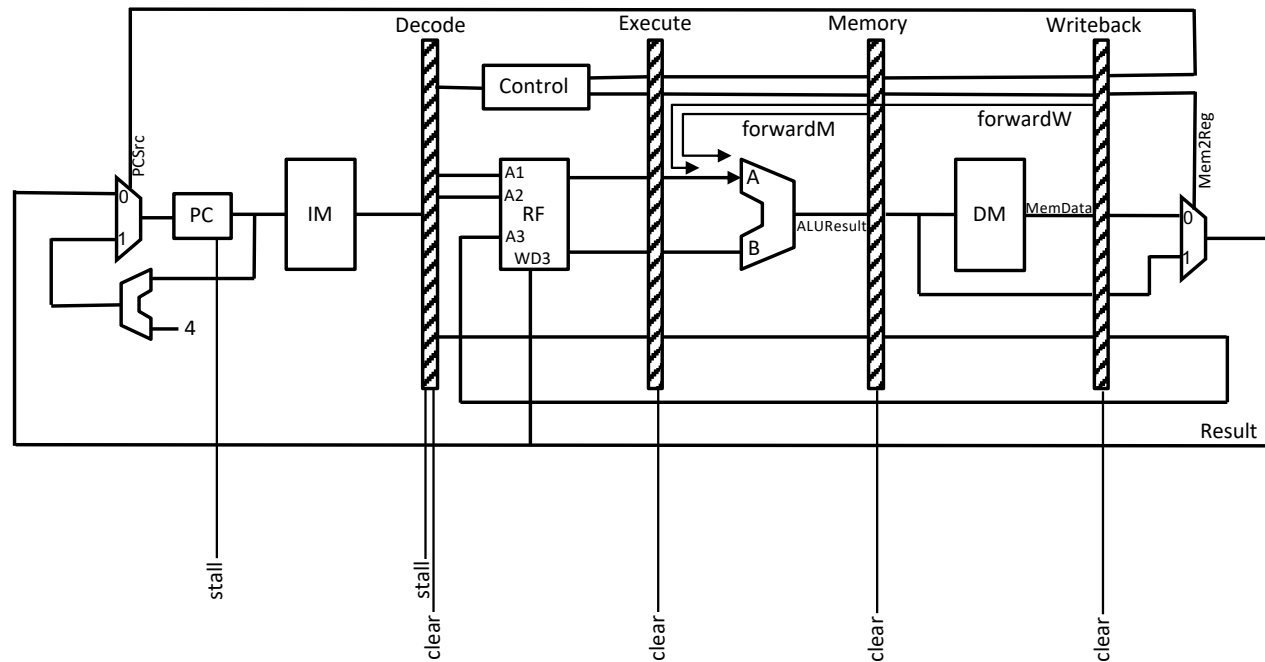 Decode
Execute
Memory
Writeback
Control
forwardM
forwardW
PCSrc
Mem2Reg
0
1
PC
IM
A1
A2
A3
RF
WD3
A
B
ALUResult
DM
MemData
0
1
4
Result
stall
stall
clear
clear
clear
clear